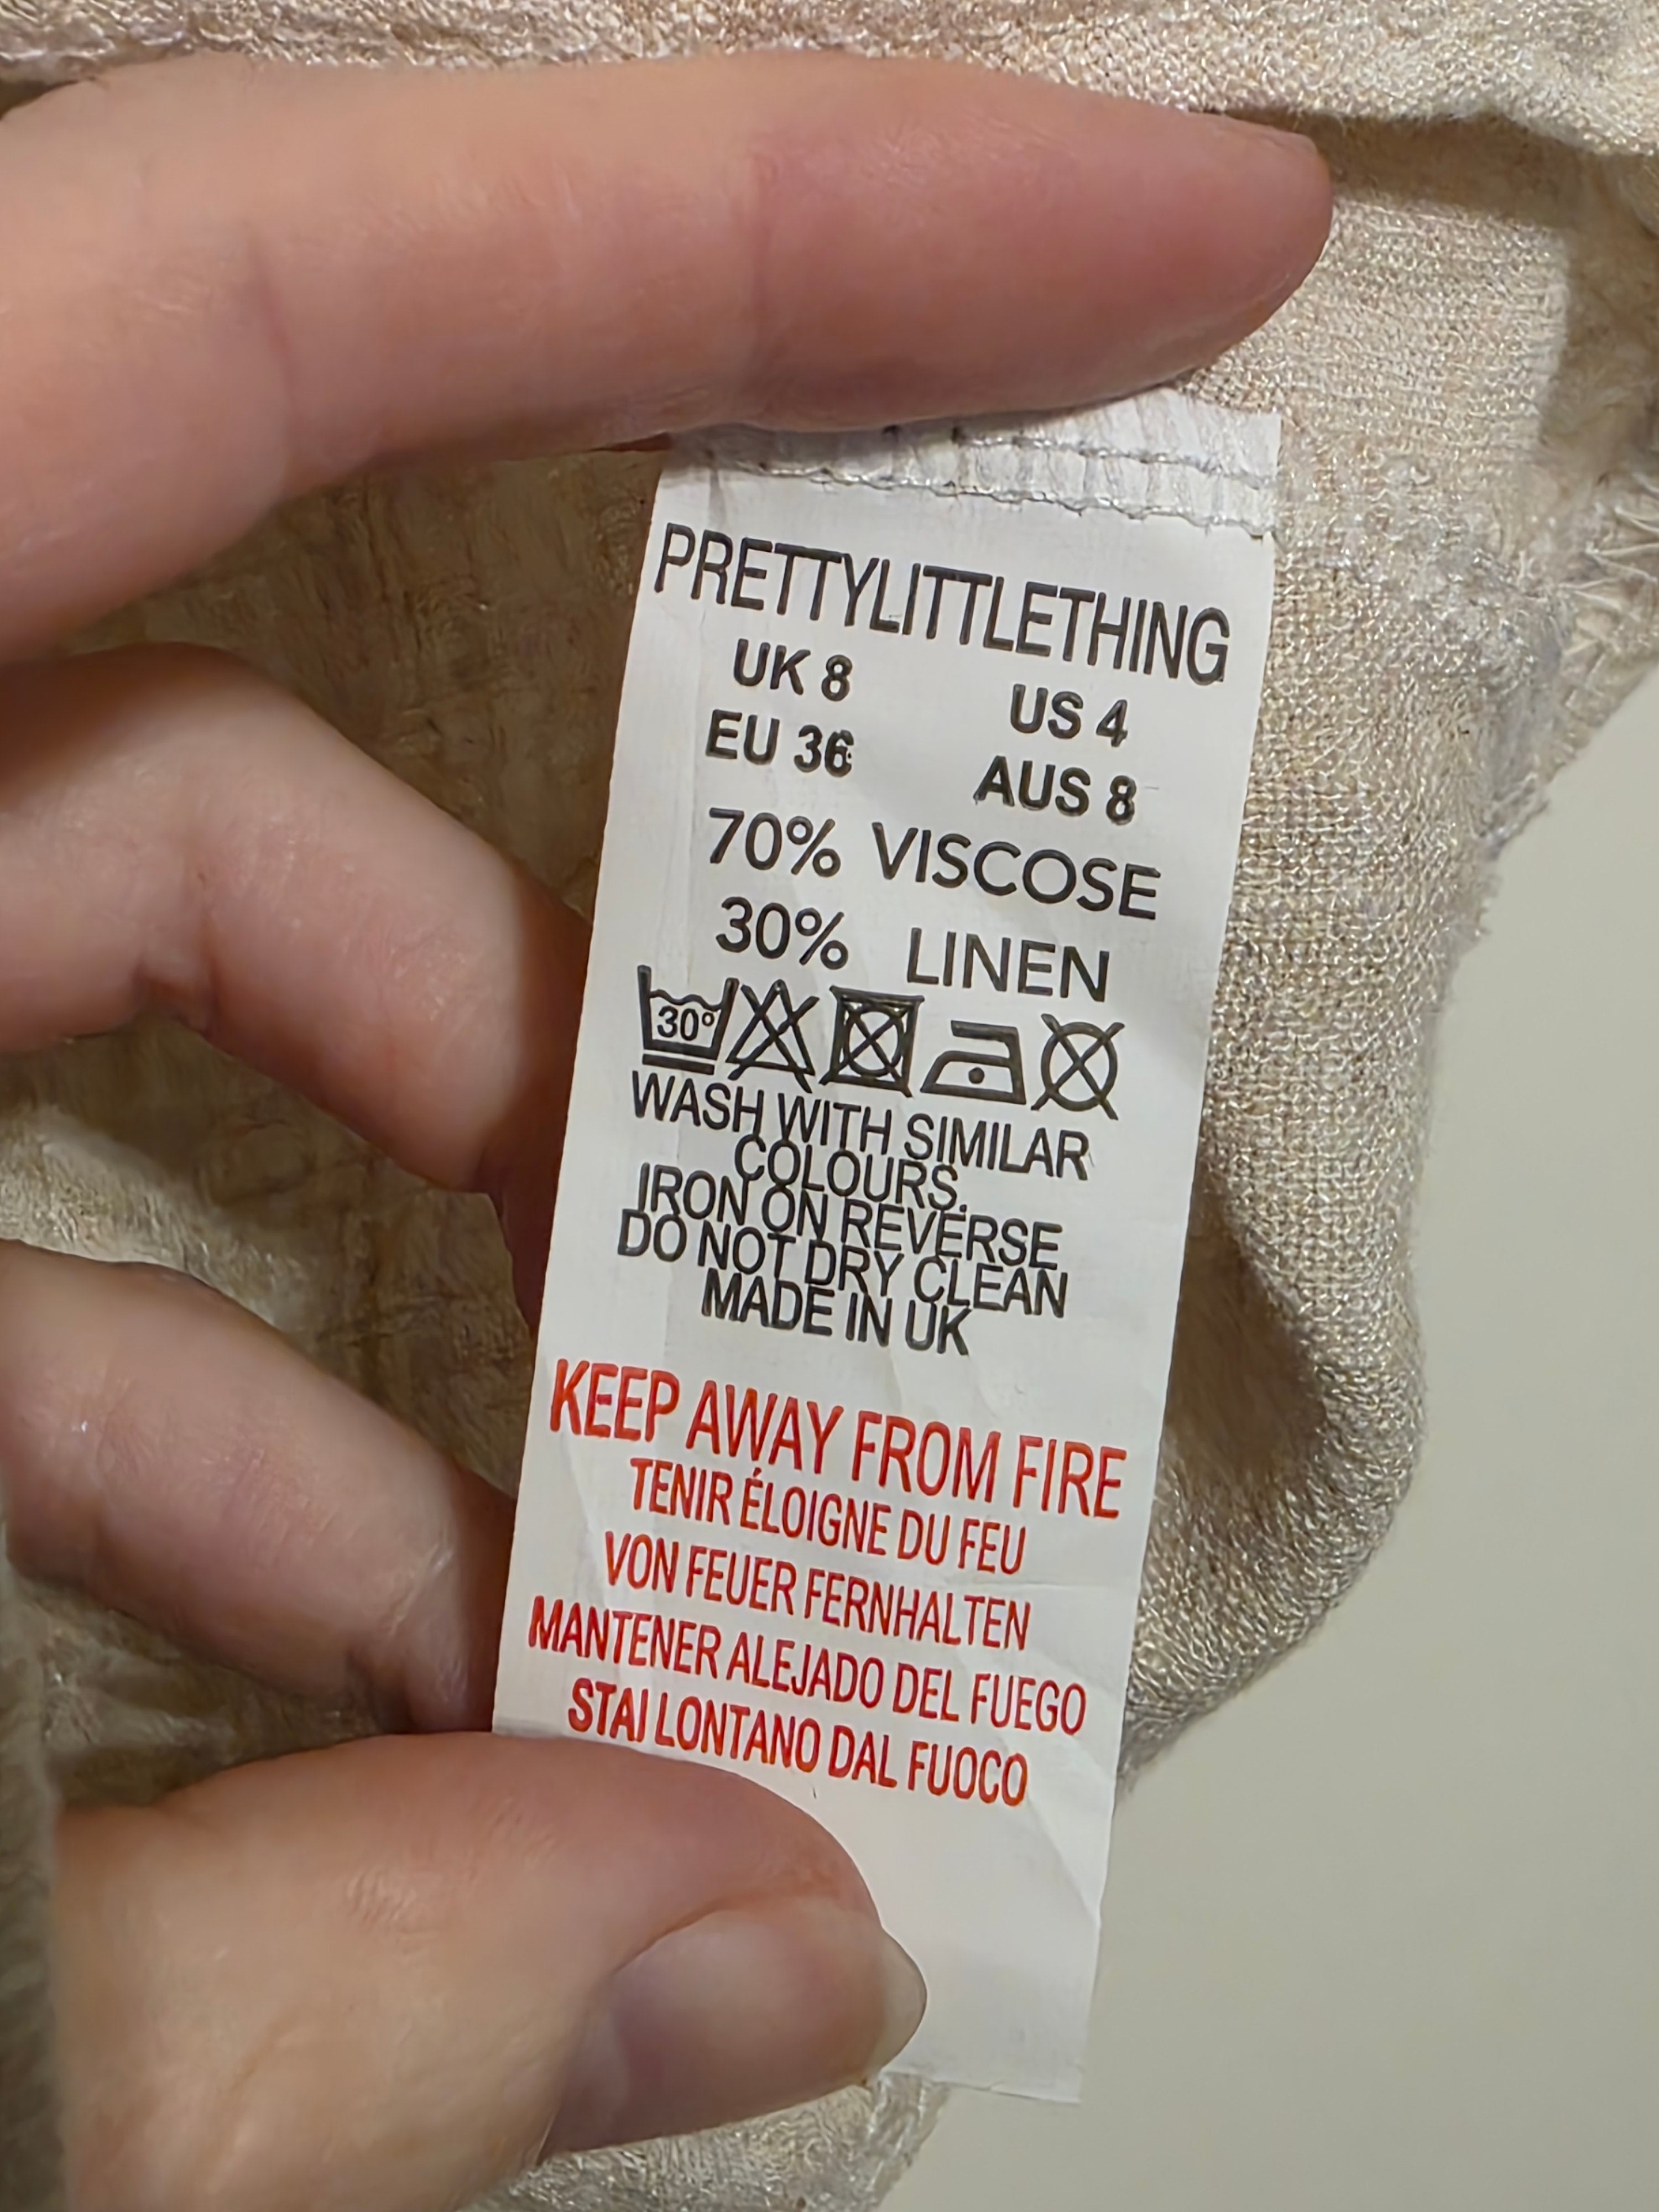 PRETTYLITTLETHING
UK 8 US 4
EU 36 AUS 8
70% VISCOSE
30% LINEN
30°
WASH WITH SIMILAR
COLOURS.
IRON ON REVERSE
DO NOT DRY CLEAN
MADE IN UK
KEEP AWAY FROM FIRE
TENIR ÉLOIGNE DU FEU
VON FEUER FERNHALTEN
MANTENER ALEJADO DEL FUEGO
STAI LONTANO DAL FUOCO